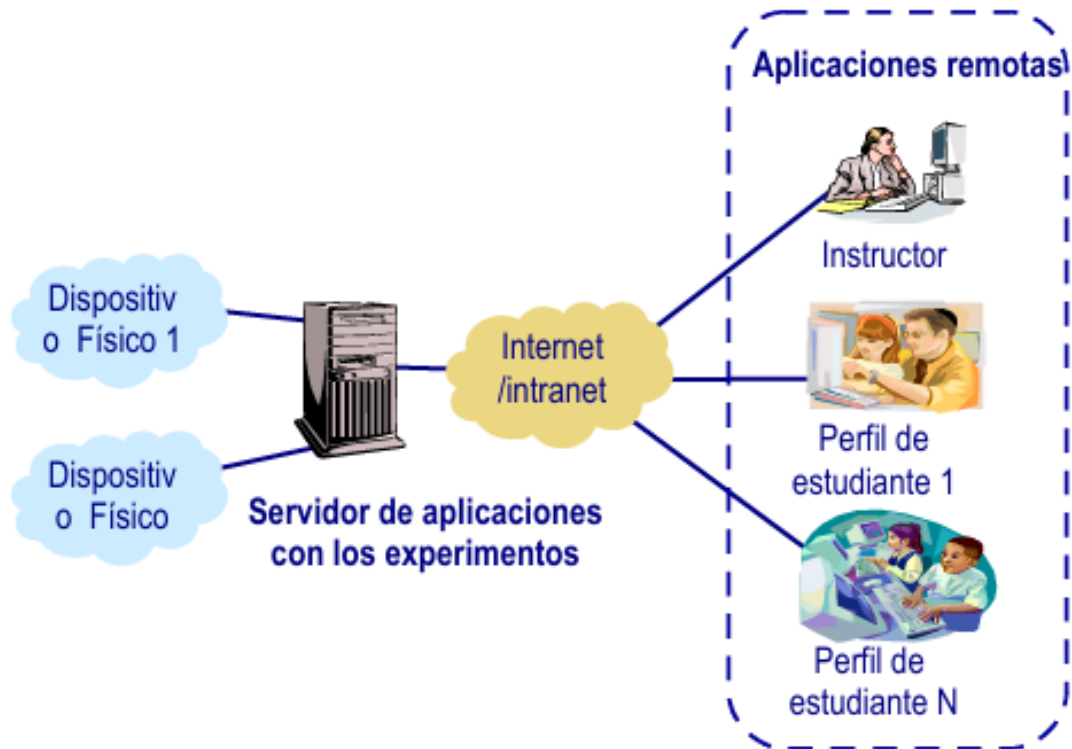 Aplicaciones remotas
Instructor
Dispositiv
o Físico 1
Internet
/intranet
Perfil de
estudiante 1
Dispositiv
o Físico
Servidor de aplicaciones
con los experimentos
Perfil de
estudiante N